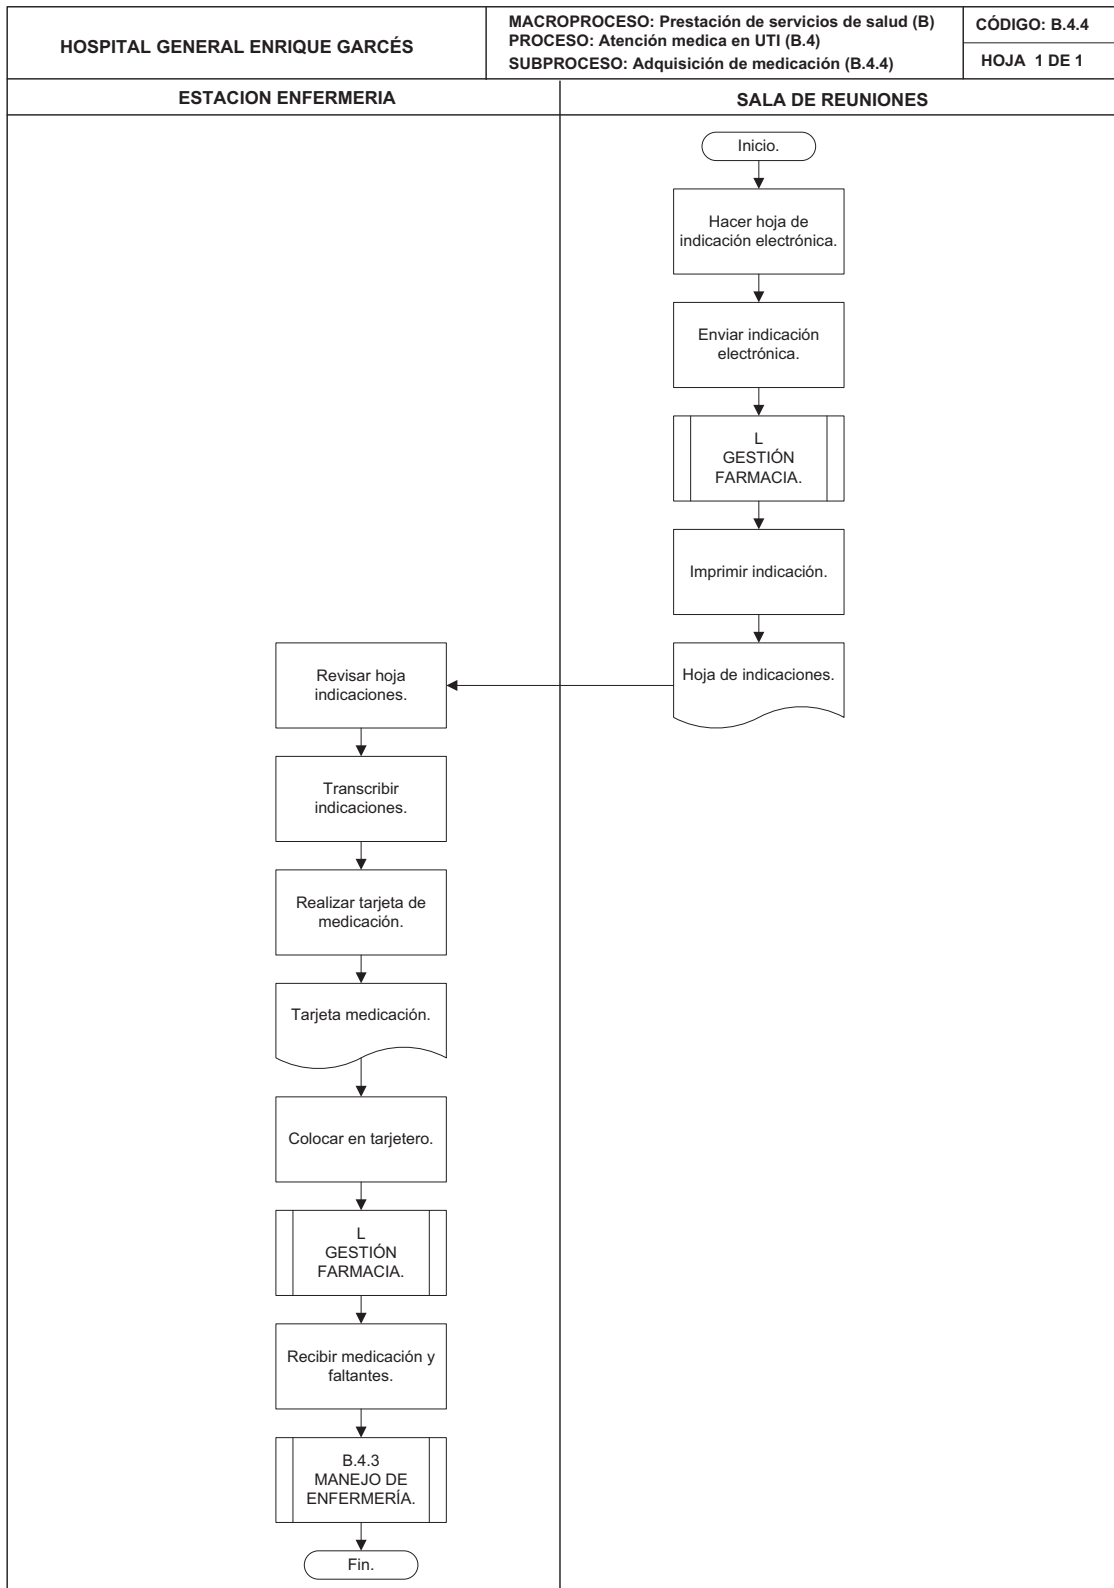 HOSPITAL GENERAL ENRIQUE GARCÉS
MACROPROCESO: Prestación de servicios de salud (B)
PROCESO: Atención medica en UTI (B.4)
SUBPROCESO: Adquisición de medicación (B.4.4)
CÓDIGO: B.4.4
HOJA 1 DE 1
ESTACION ENFERMERIA
SALA DE REUNIONES
Inicio.
Hacer hoja de
indicación electrónica.
Enviar indicación
electrónica.
L
GESTIÓN
FARMACIA.
Imprimir indicación.
Hoja de indicaciones.
Revisar hoja
indicaciones.
Transcribir
indicaciones.
Realizar tarjeta de
medicación.
Tarjeta medicación.
Colocar en tarjetero.
L
GESTIÓN
FARMACIA.
Recibir medicación y
faltantes.
B.4.3
MANEJO DE
ENFERMERÍA.
Fin.